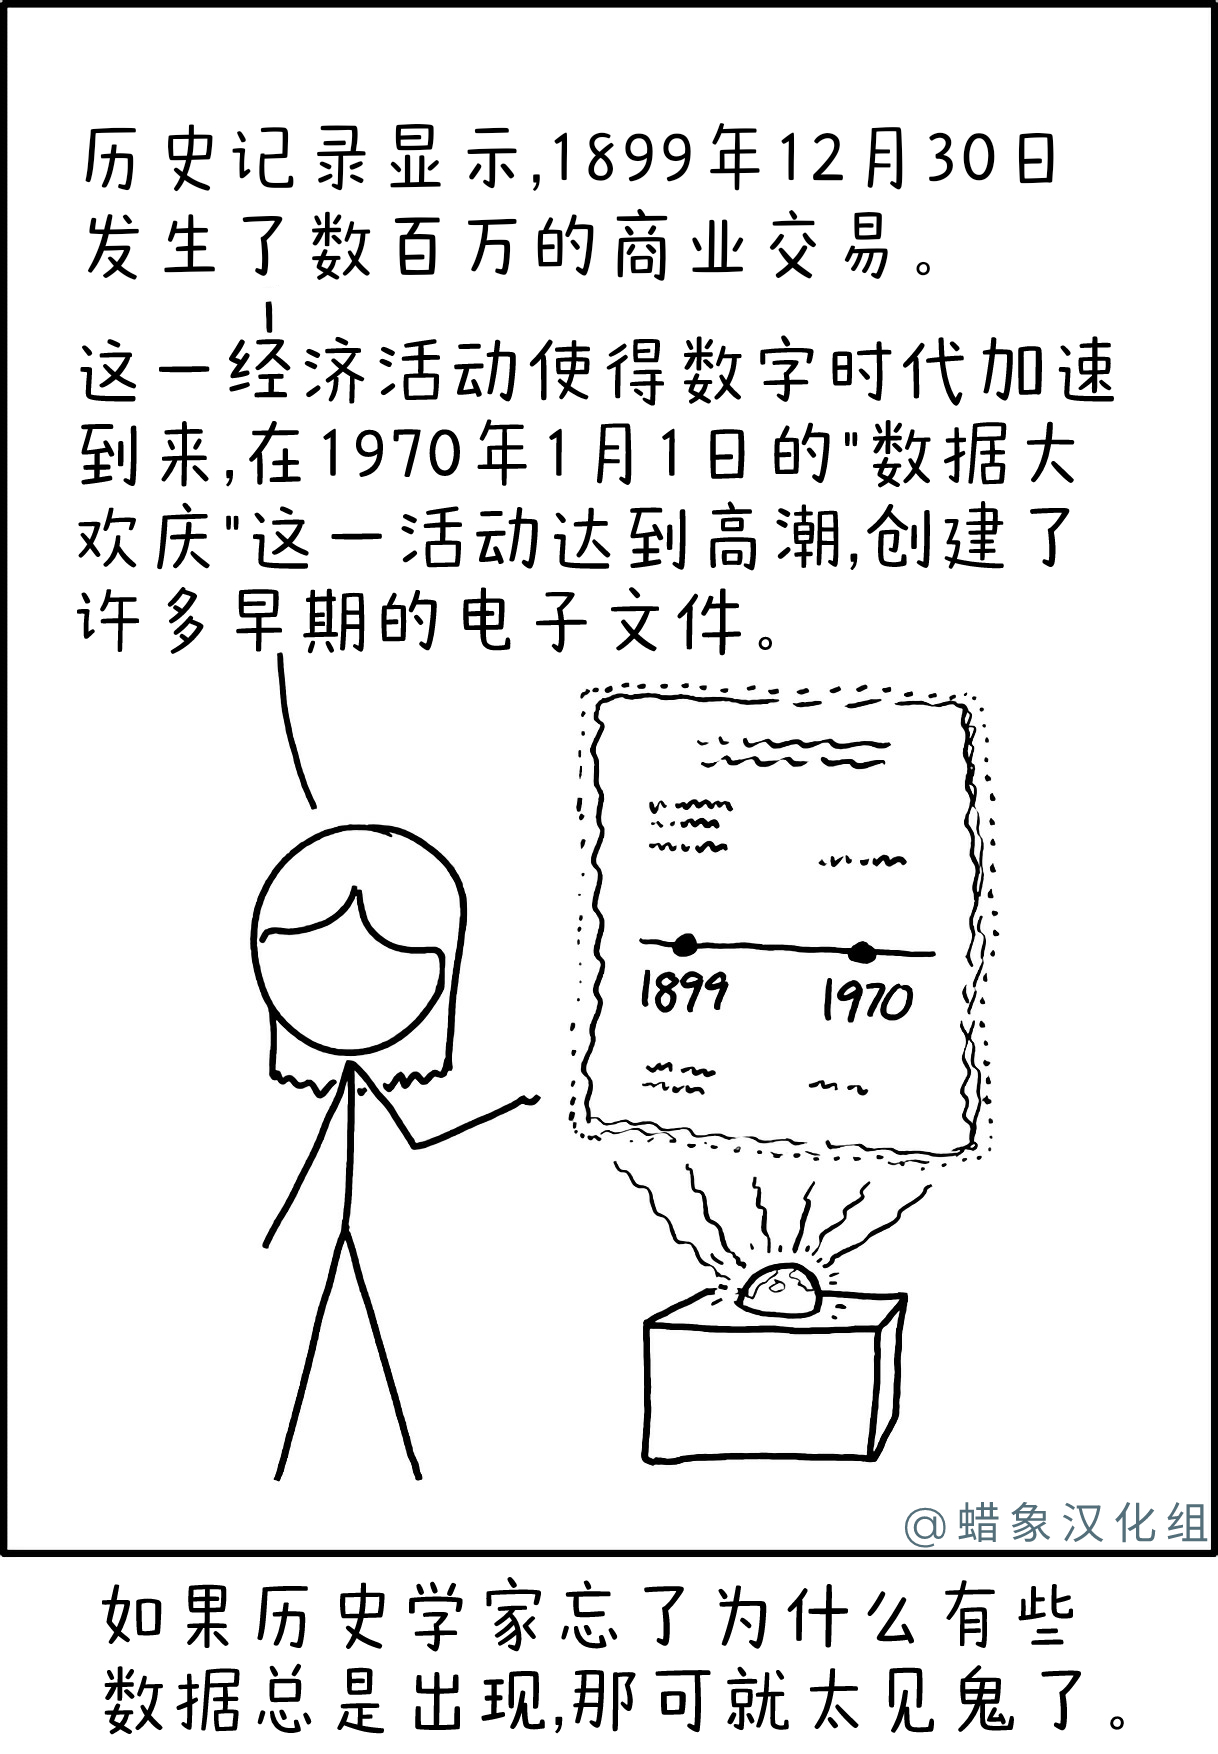 历史记录显示,1899年12月30日
发生了数百万的商业交易。
这一经济活动使得数字时代加速
到来,在1970年1月1日的"数据大
欢庆"这一活动达到高潮,创建了
许多早期的电子文件。
1899
1970
@蜡象汉化组
如果历史学家忘了为什么有些
数据总是出现,那可就太见鬼了。